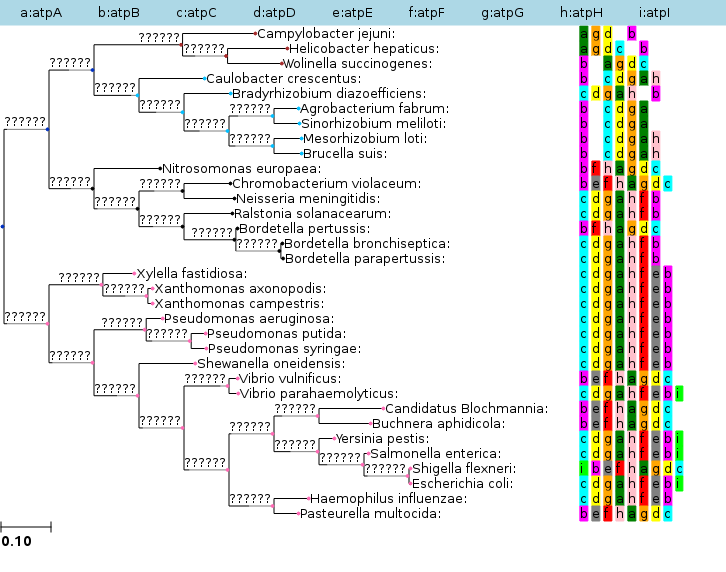 a:atpA b:atpB c:atpC d:atpD e:atpE f:atpF g:atpG h:atpH i:atpI
?????? Campylobacter jejuni: a g d b
?????? Helicobacter hepaticus: a g d c b
?????? Wolinella succinogenes: b a g d c
?????? Caulobacter crescentus: b c d g a h
Bradyrhizobium diazoefficiens: c d g a h b
?????? ?????? Agrobacterium fabrum: b c d g a
?????? ?????? Sinorhizobium meliloti: b c d g a
?????? Mesorhizobium loti: b c d g a h
Brucella suis: b c d g a h
Nitrosomonas europaea: b f h a g d c
?????? ?????? Chromobacterium violaceum: b e f h a g d c
Neisseria meningitidis: c d g a h f b
?????? Ralstonia solanacearum: c d g a h f b
?????? Bordetella pertussis: b f h a g d c
?????? Bordetella bronchiseptica: c d g a h f b
Bordetella parapertussis: c d g a h f b
?????? Xylella fastidiosa: c d g a h f e b
?????? Xanthomonas axonopodis: c d g a h f e b
Xanthomonas campestris: c d g a h f e b
?????? ?????? Pseudomonas aeruginosa: c d g a h f e b
?????? Pseudomonas putida: c d g a h f e b
Pseudomonas syringae: c d g a h f e b
?????? Shewanella oneidensis: c d g a h f e b
?????? Vibrio vulnificus: b e f h a g d c
?????? Vibrio parahaemolyticus: c d g a h f e b i
?????? Candidatus Blochmannia: b e f h a g d c
?????? Buchnera aphidicola: b e f h a g d c
Yersinia pestis: c d g a h f e b i
?????? ?????? Salmonella enterica: c d g a h f e b i
?????? ?????? Shigella flexneri: i b e f h a g d c
Escherichia coli: c d g a h f e b i
?????? Haemophilus influenzae: c d g a h f e b
Pasteurella multocida: b e f h a g d c
0.10